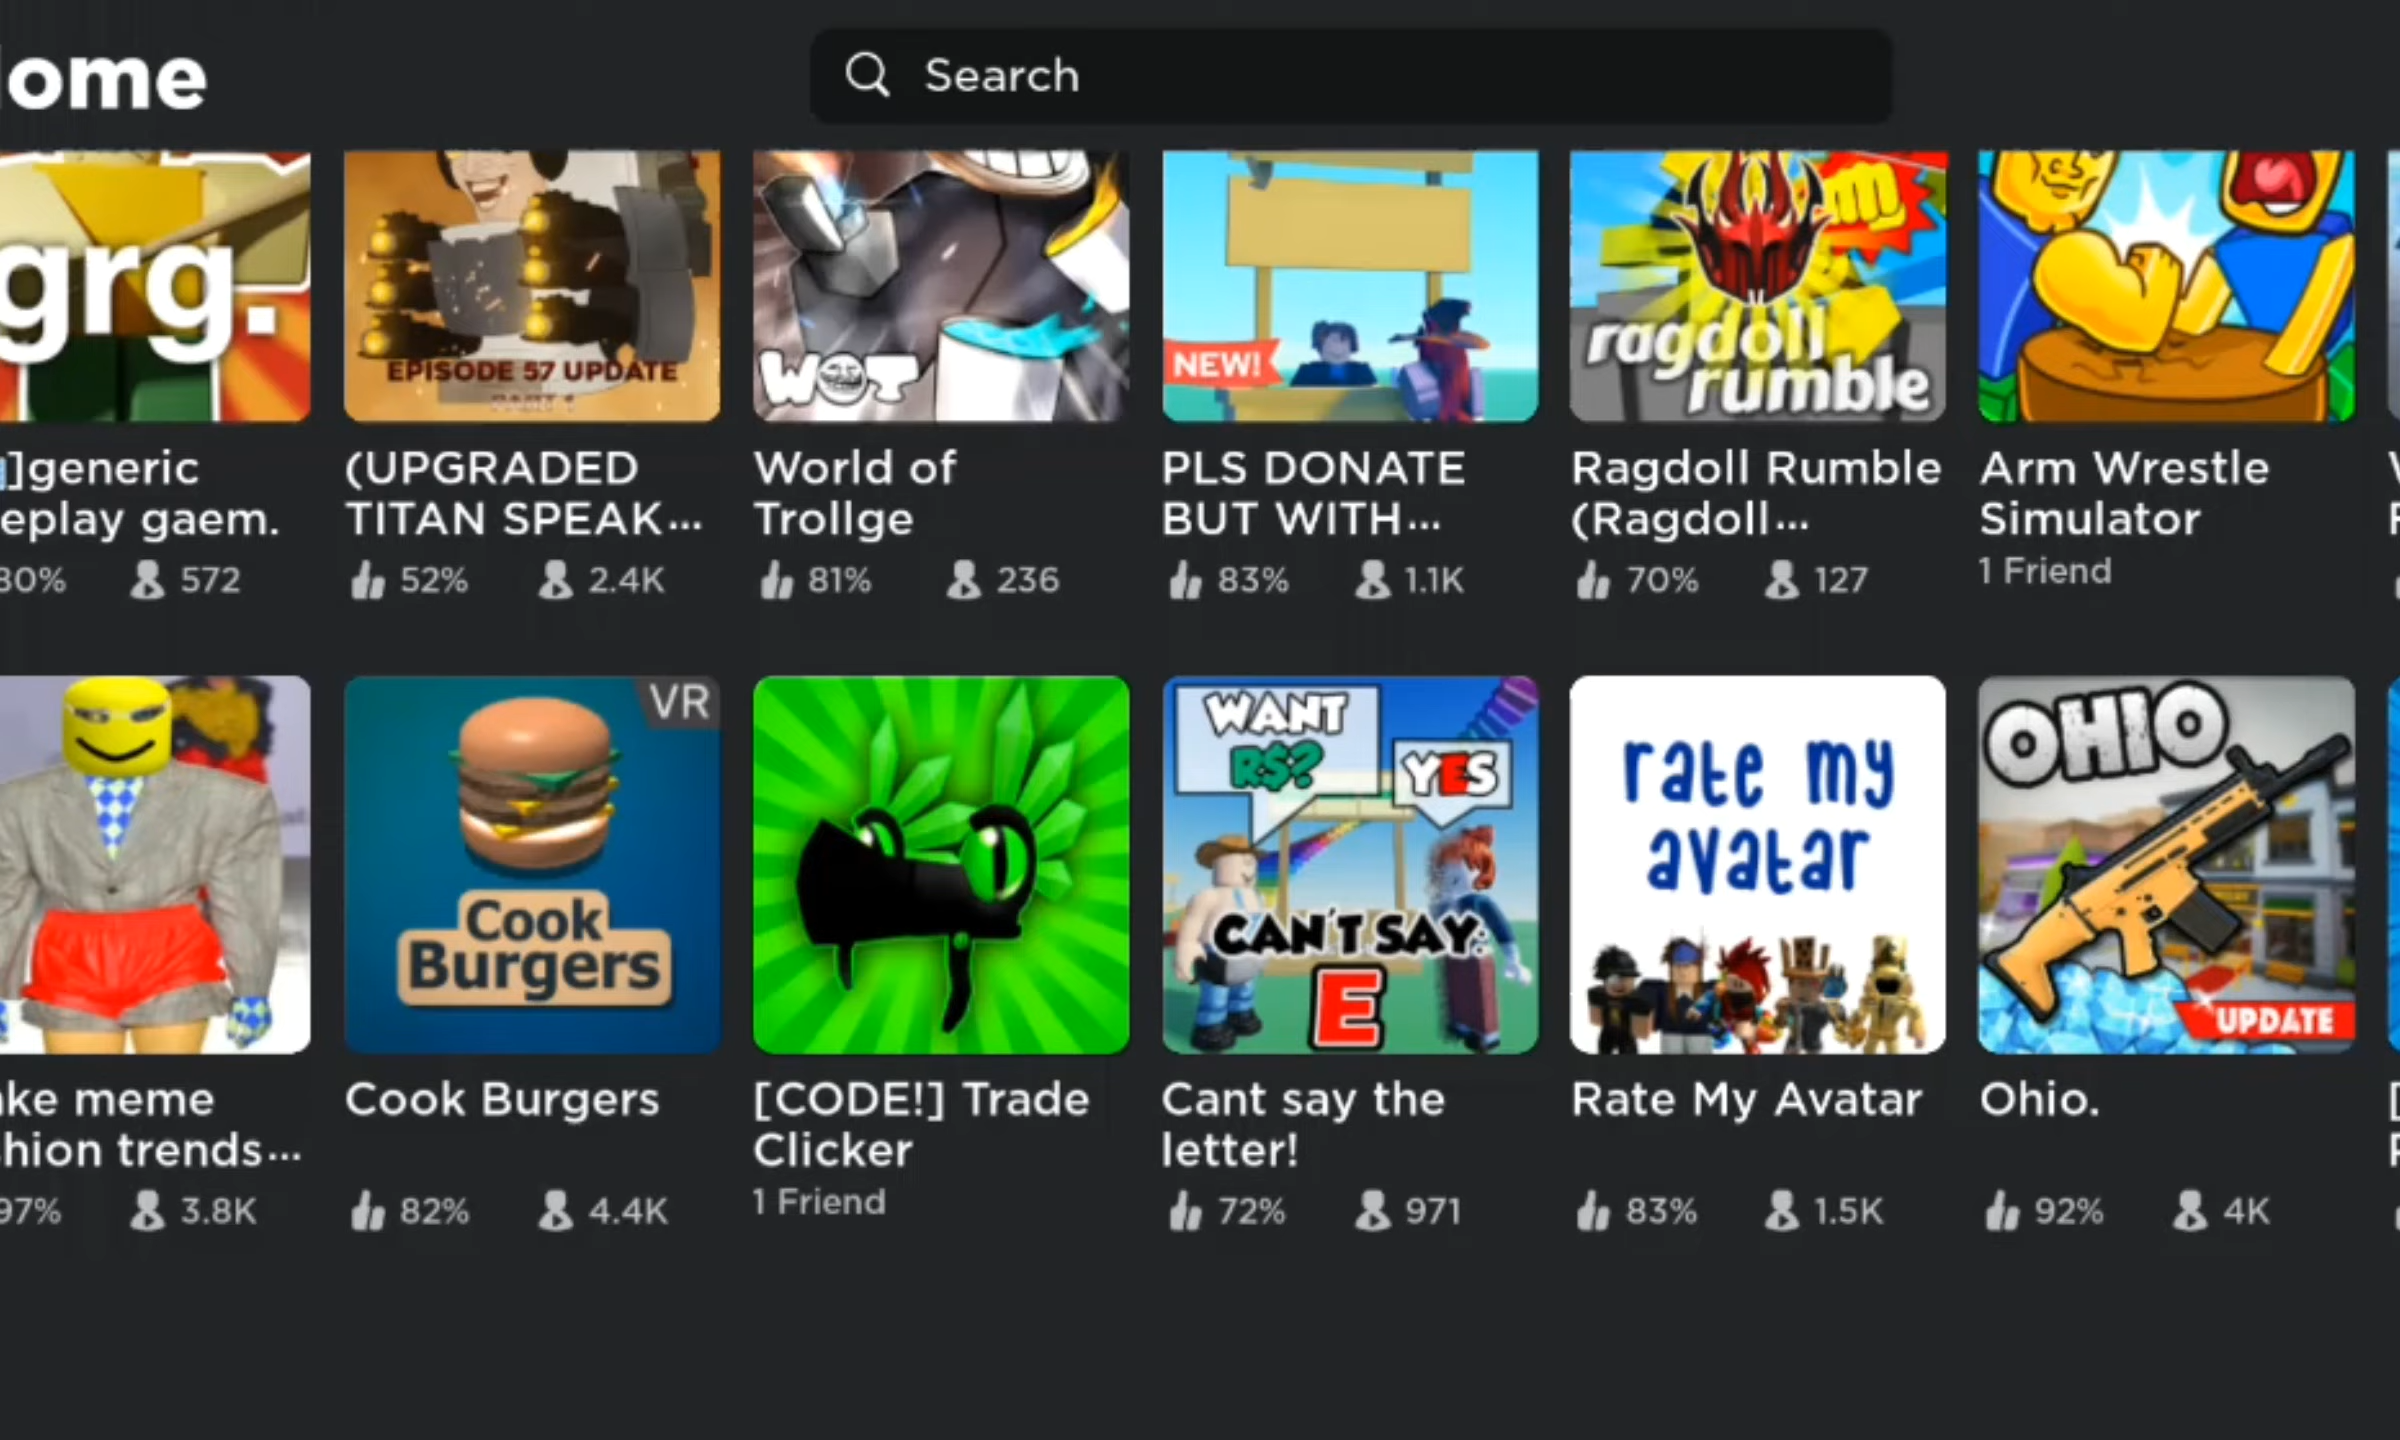 ome
Search
grg.
EPISODE 57 UPDATE
PART 1
WOT
NEW!
ragdoll
rumble
]generic
eplay gaem.
80%
572
(UPGRADED
TITAN SPEAK...
52%
2.4K
World of
Trollge
81%
236
PLS DONATE
BUT WITH...
83%
1.1K
Ragdoll Rumble
(Ragdoll...
70%
127
Arm Wrestle
Simulator
1 Friend
VR
Cook
Burgers
WANT
R$?
YES
CAN'T SAY:
E
rate my
avatar
OHIO
UPDATE
ke meme
hion trends...
97%
3.8K
Cook Burgers
82%
4.4K
[CODE!] Trade
Clicker
1 Friend
Cant say the
letter!
72%
971
Rate My Avatar
83%
1.5K
Ohio.
92%
4K